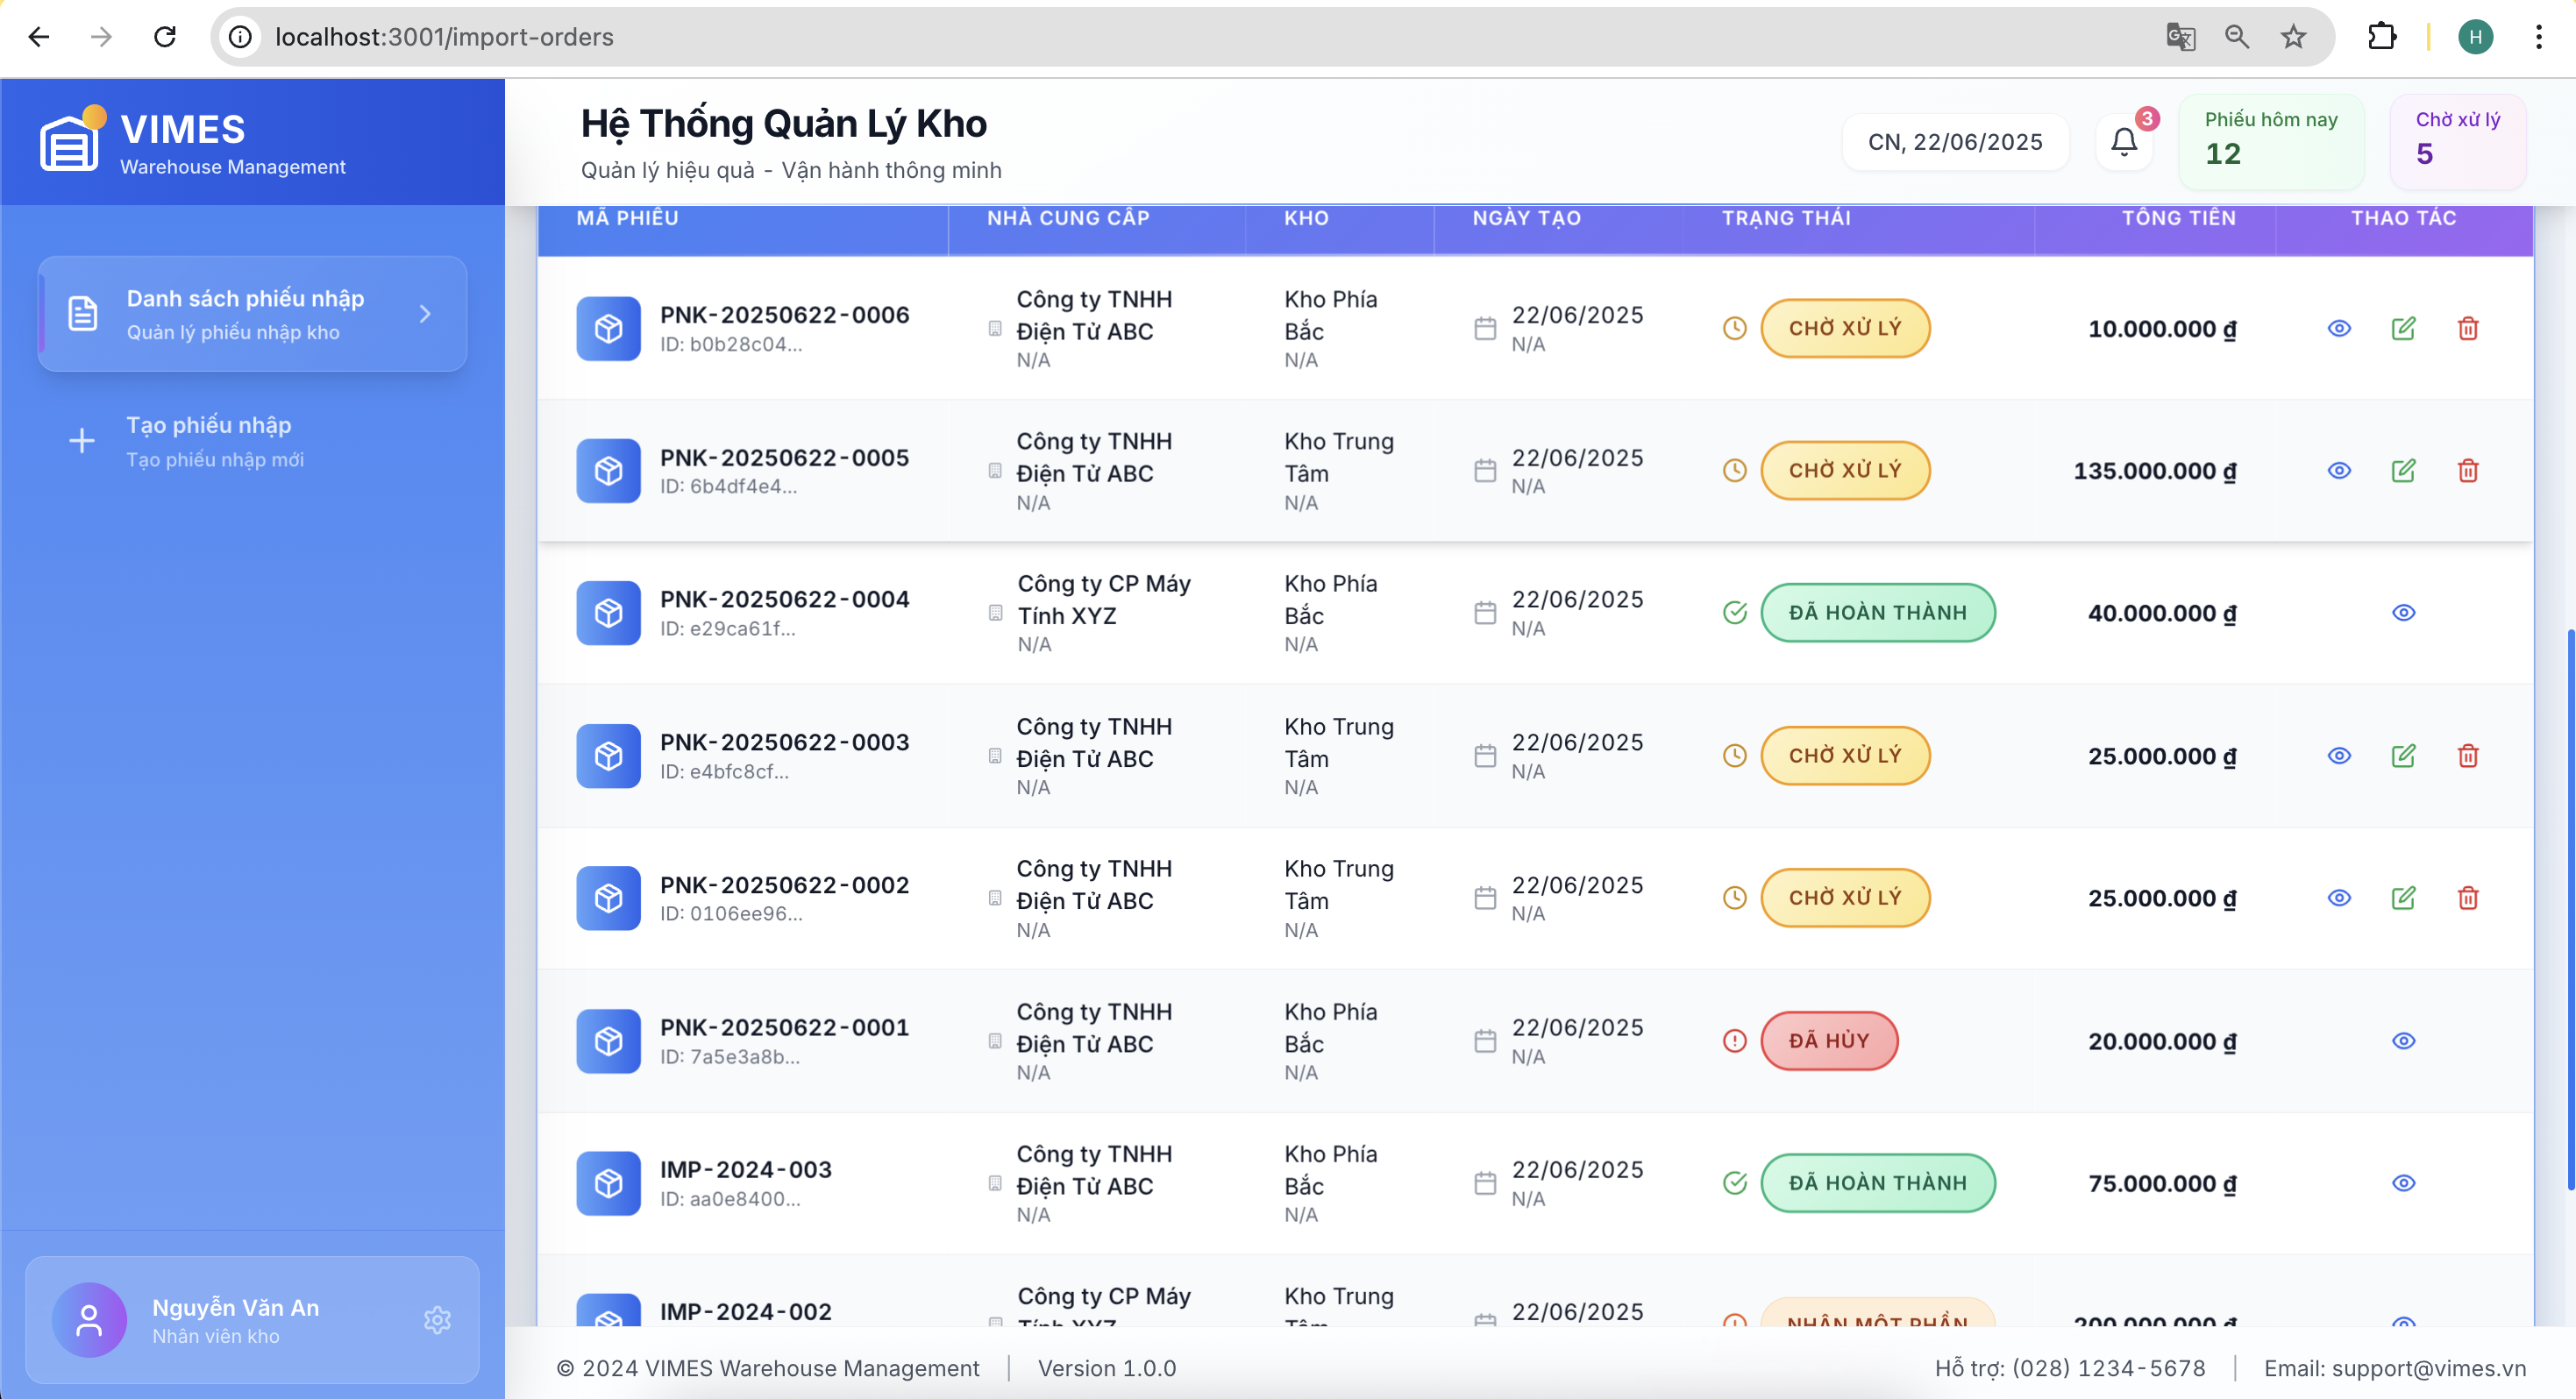 localhost:3001/import-orders
H
VIMES
Warehouse Management
Danh sách phiếu nhập
Quản lý phiếu nhập kho
Tạo phiếu nhập
Tạo phiếu nhập mới
Nguyễn Văn An
Nhân viên kho
Hệ Thống Quản Lý Kho
Quản lý hiệu quả - Vận hành thông minh
CN, 22/06/2025
3
Phiếu hôm nay
12
Chờ xử lý
5
MÃ PHIẾU NHÀ CUNG CẤP KHO NGÀY TẠO TRẠNG THÁI TỔNG TIỀN THAO TÁC
PNK-20250622-0006
ID: b0b28c04...
Công ty TNHH
Điện Tử ABC
N/A
Kho Phía
Bắc
N/A
22/06/2025
N/A
CHỜ XỬ LÝ
10.000.000 ₫
PNK-20250622-0005
ID: 6b4df4e4...
Công ty TNHH
Điện Tử ABC
N/A
Kho Trung
Tâm
N/A
22/06/2025
N/A
CHỜ XỬ LÝ
135.000.000 ₫
PNK-20250622-0004
ID: e29ca61f...
Công ty CP Máy
Tính XYZ
N/A
Kho Phía
Bắc
N/A
22/06/2025
N/A
ĐÃ HOÀN THÀNH
40.000.000 ₫
PNK-20250622-0003
ID: e4bfc8cf...
Công ty TNHH
Điện Tử ABC
N/A
Kho Trung
Tâm
N/A
22/06/2025
N/A
CHỜ XỬ LÝ
25.000.000 ₫
PNK-20250622-0002
ID: 0106ee96...
Công ty TNHH
Điện Tử ABC
N/A
Kho Trung
Tâm
N/A
22/06/2025
N/A
CHỜ XỬ LÝ
25.000.000 ₫
PNK-20250622-0001
ID: 7a5e3a8b...
Công ty TNHH
Điện Tử ABC
N/A
Kho Phía
Bắc
N/A
22/06/2025
N/A
ĐÃ HỦY
20.000.000 ₫
IMP-2024-003
ID: aa0e8400...
Công ty TNHH
Điện Tử ABC
N/A
Kho Phía
Bắc
N/A
22/06/2025
N/A
ĐÃ HOÀN THÀNH
75.000.000 ₫
IMP-2024-002
Công ty CP Máy
Tính XYZ
Kho Trung
Tâm
22/06/2025
NHẬN MỘT PHẦN
200.000.000 ₫
© 2024 VIMES Warehouse Management | Version 1.0.0
Hỗ trợ: (028) 1234-5678 | Email: support@vimes.vn